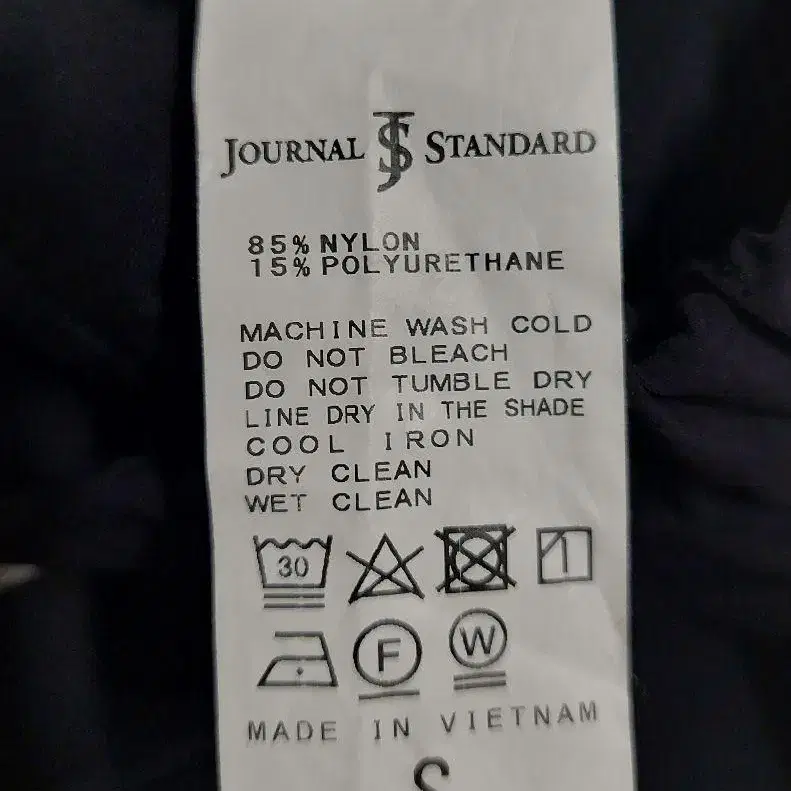 JOURNAL JS STANDARD
85% NYLON
15% POLYURETHANE
MACHINE WASH COLD
DO NOT BLEACH
DO NOT TUMBLE DRY
LINE DRY IN THE SHADE
COOL IRON
DRY CLEAN
WET CLEAN
30
F W
MADE IN VIETNAM
S